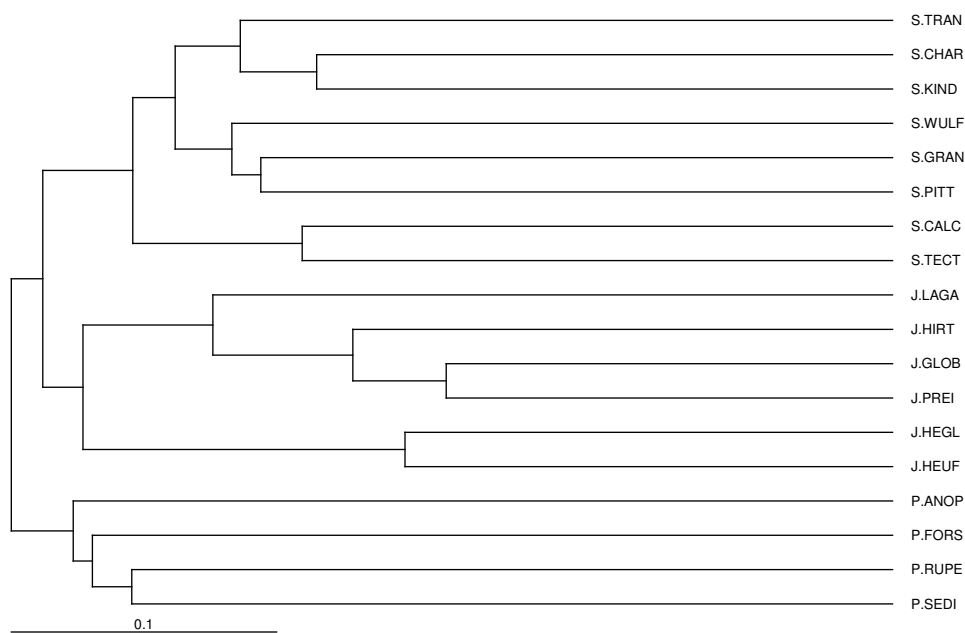 S.TRAN
S.CHAR
S.KIND
S.WULF
S.GRAN
S.PITT
S.CALC
S.TECT
J.LAGA
J.HIRT
J.GLOB
J.PREI
J.HEGL
J.HEUF
P.ANOP
P.FORS
P.RUPE
P.SEDI
0.1